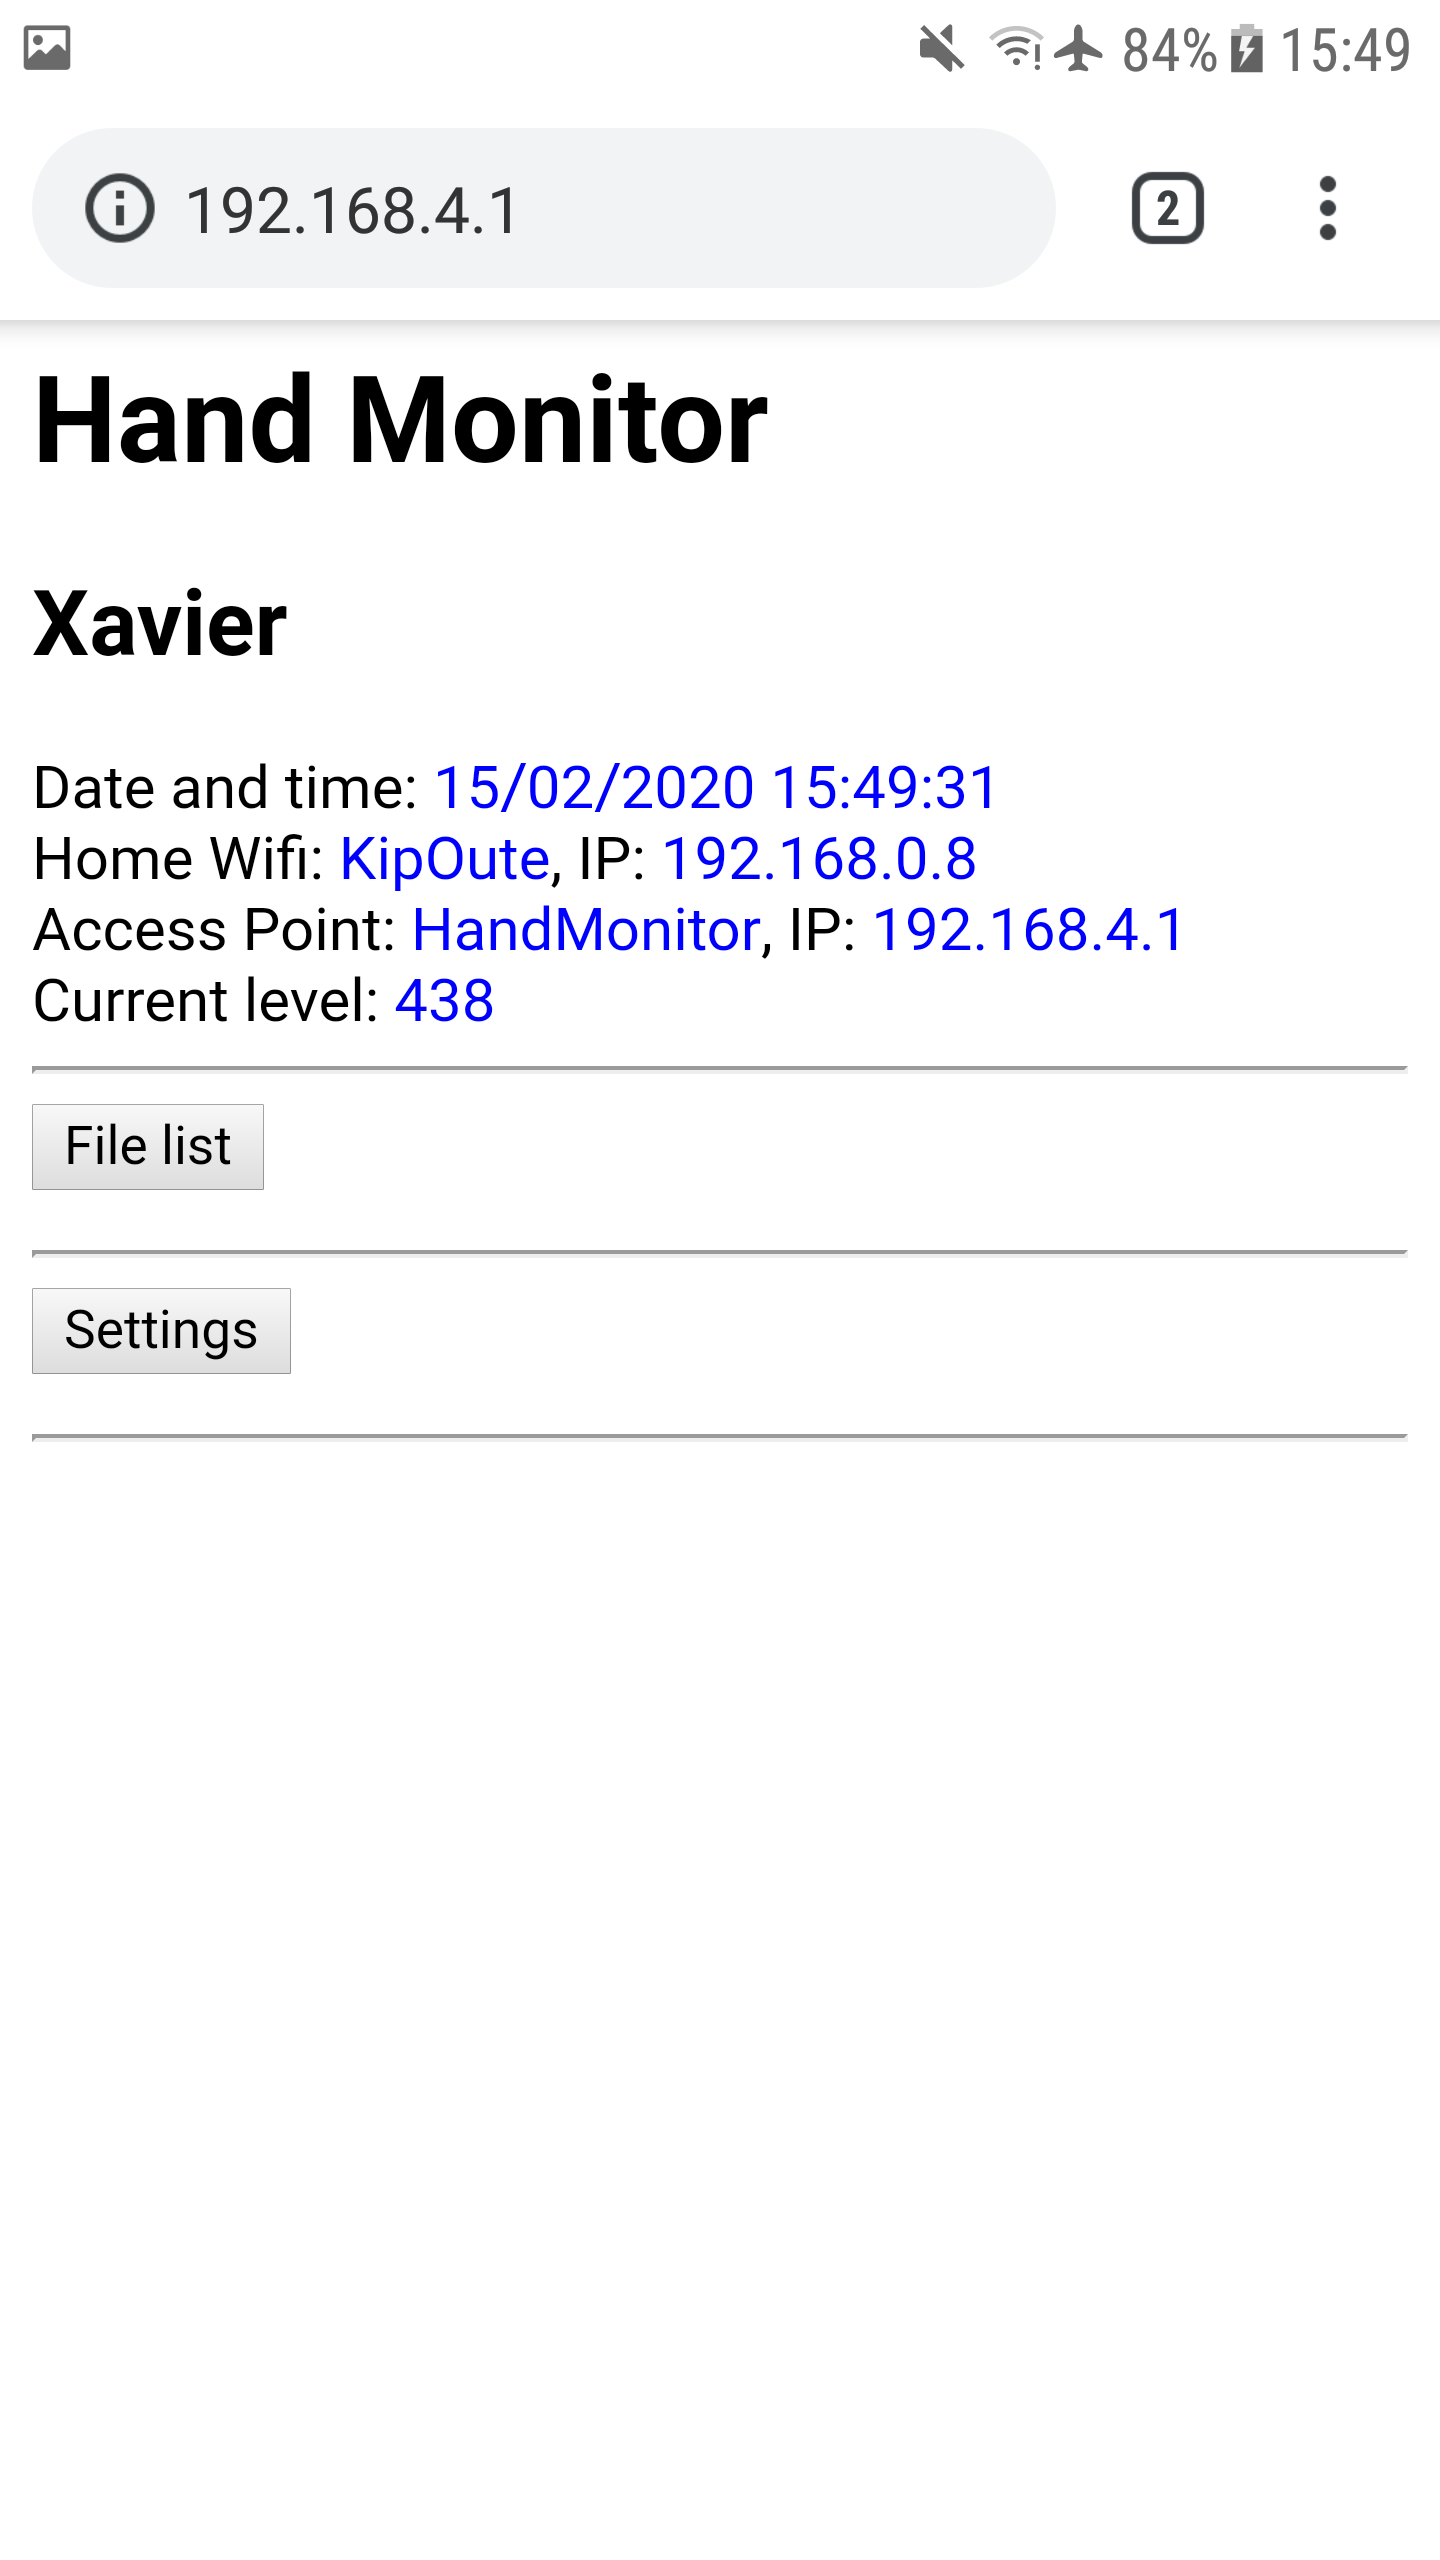 84% 15:49
192.168.4.1 2
Hand Monitor
Xavier
Date and time: 15/02/2020 15:49:31
Home Wifi: KipOute, IP: 192.168.0.8
Access Point: HandMonitor, IP: 192.168.4.1
Current level: 438
File list
Settings